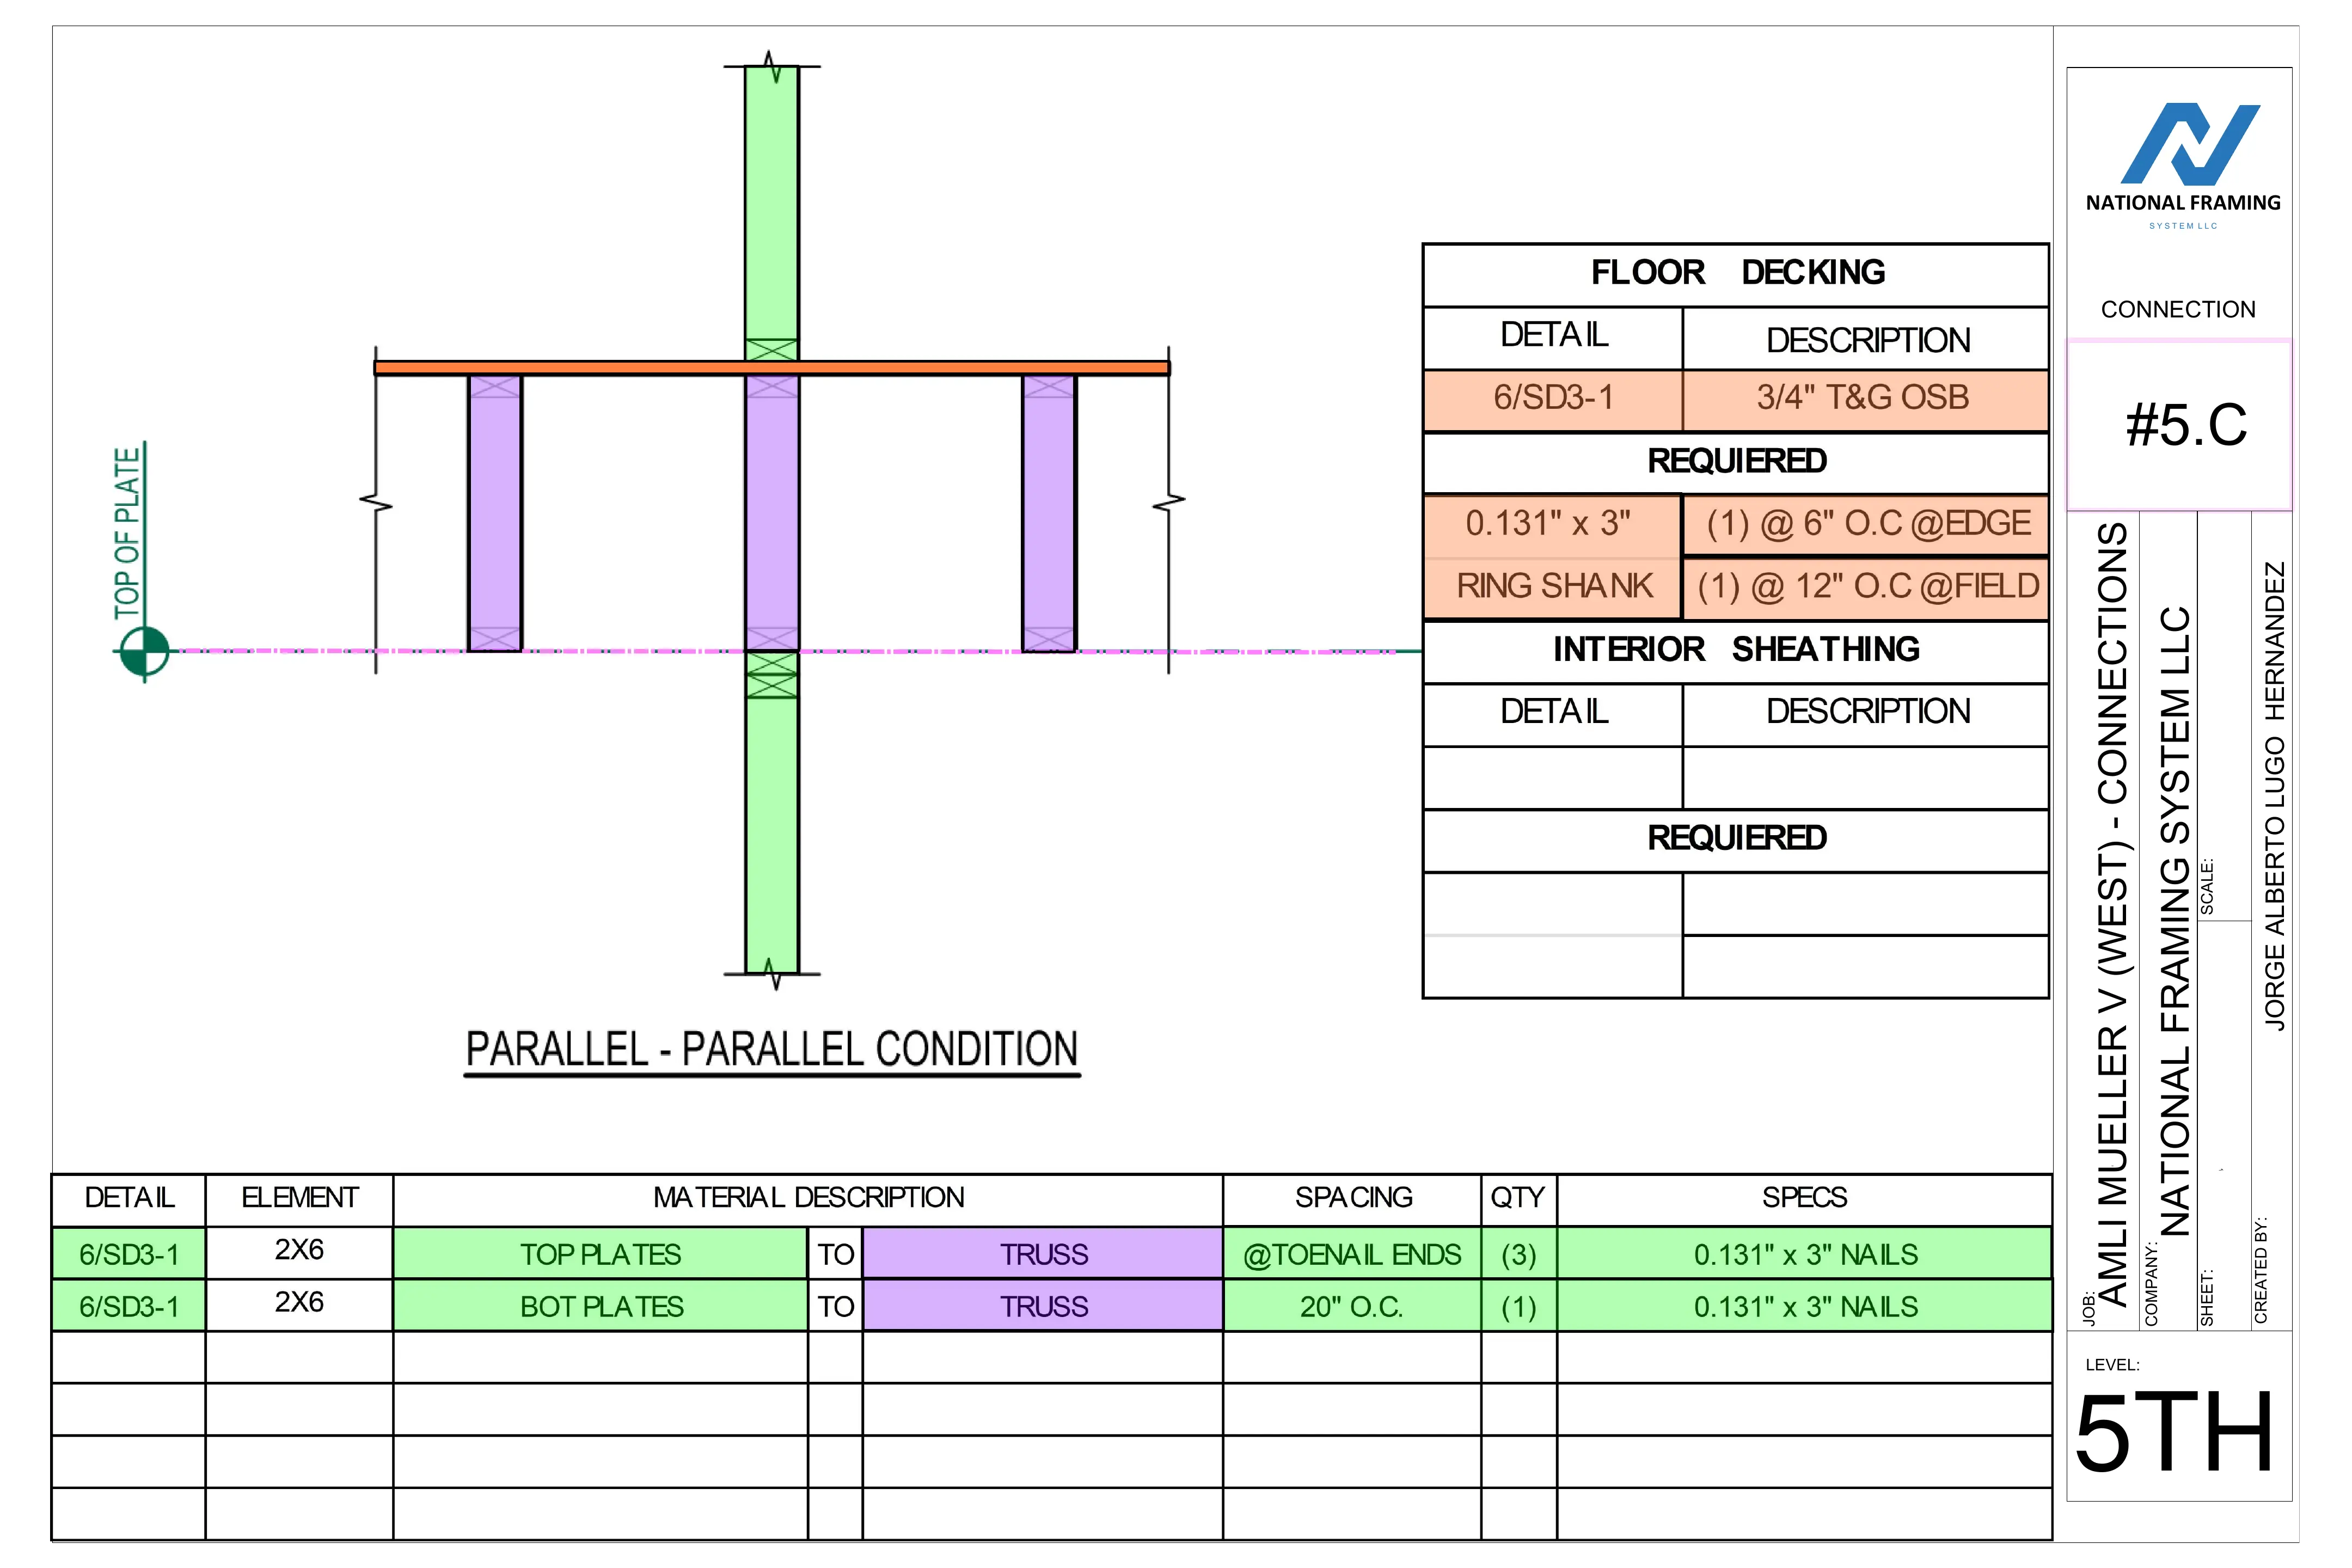 TOP OF PLATE
PARALLEL - PARALLEL CONDITION
FLOOR DECKING
DETAIL DESCRIPTION
6/SD3-1 3/4" T&G OSB
REQUIERED
0.131" x 3" (1) @ 6" O.C @EDGE
RING SHANK (1) @ 12" O.C @FIELD
INTERIOR SHEATHING
DETAIL DESCRIPTION
REQUIERED
DETAIL ELEMENT MATERIAL DESCRIPTION SPACING QTY SPECS
6/SD3-1 2X6 TOP PLATES TO TRUSS @TOENAIL ENDS (3) 0.131" x 3" NAILS
6/SD3-1 2X6 BOT PLATES TO TRUSS 20" O.C. (1) 0.131" x 3" NAILS
NATIONAL FRAMING
SYSTEM LLC
CONNECTION
#5.C
JOB:
AMLI MUELLER V (WEST) - CONNECTIONS
COMPANY:
NATIONAL FRAMING SYSTEM LLC
SHEET:
SCALE:
CREATED BY:
JORGE ALBERTO LUGO HERNANDEZ
LEVEL:
5TH